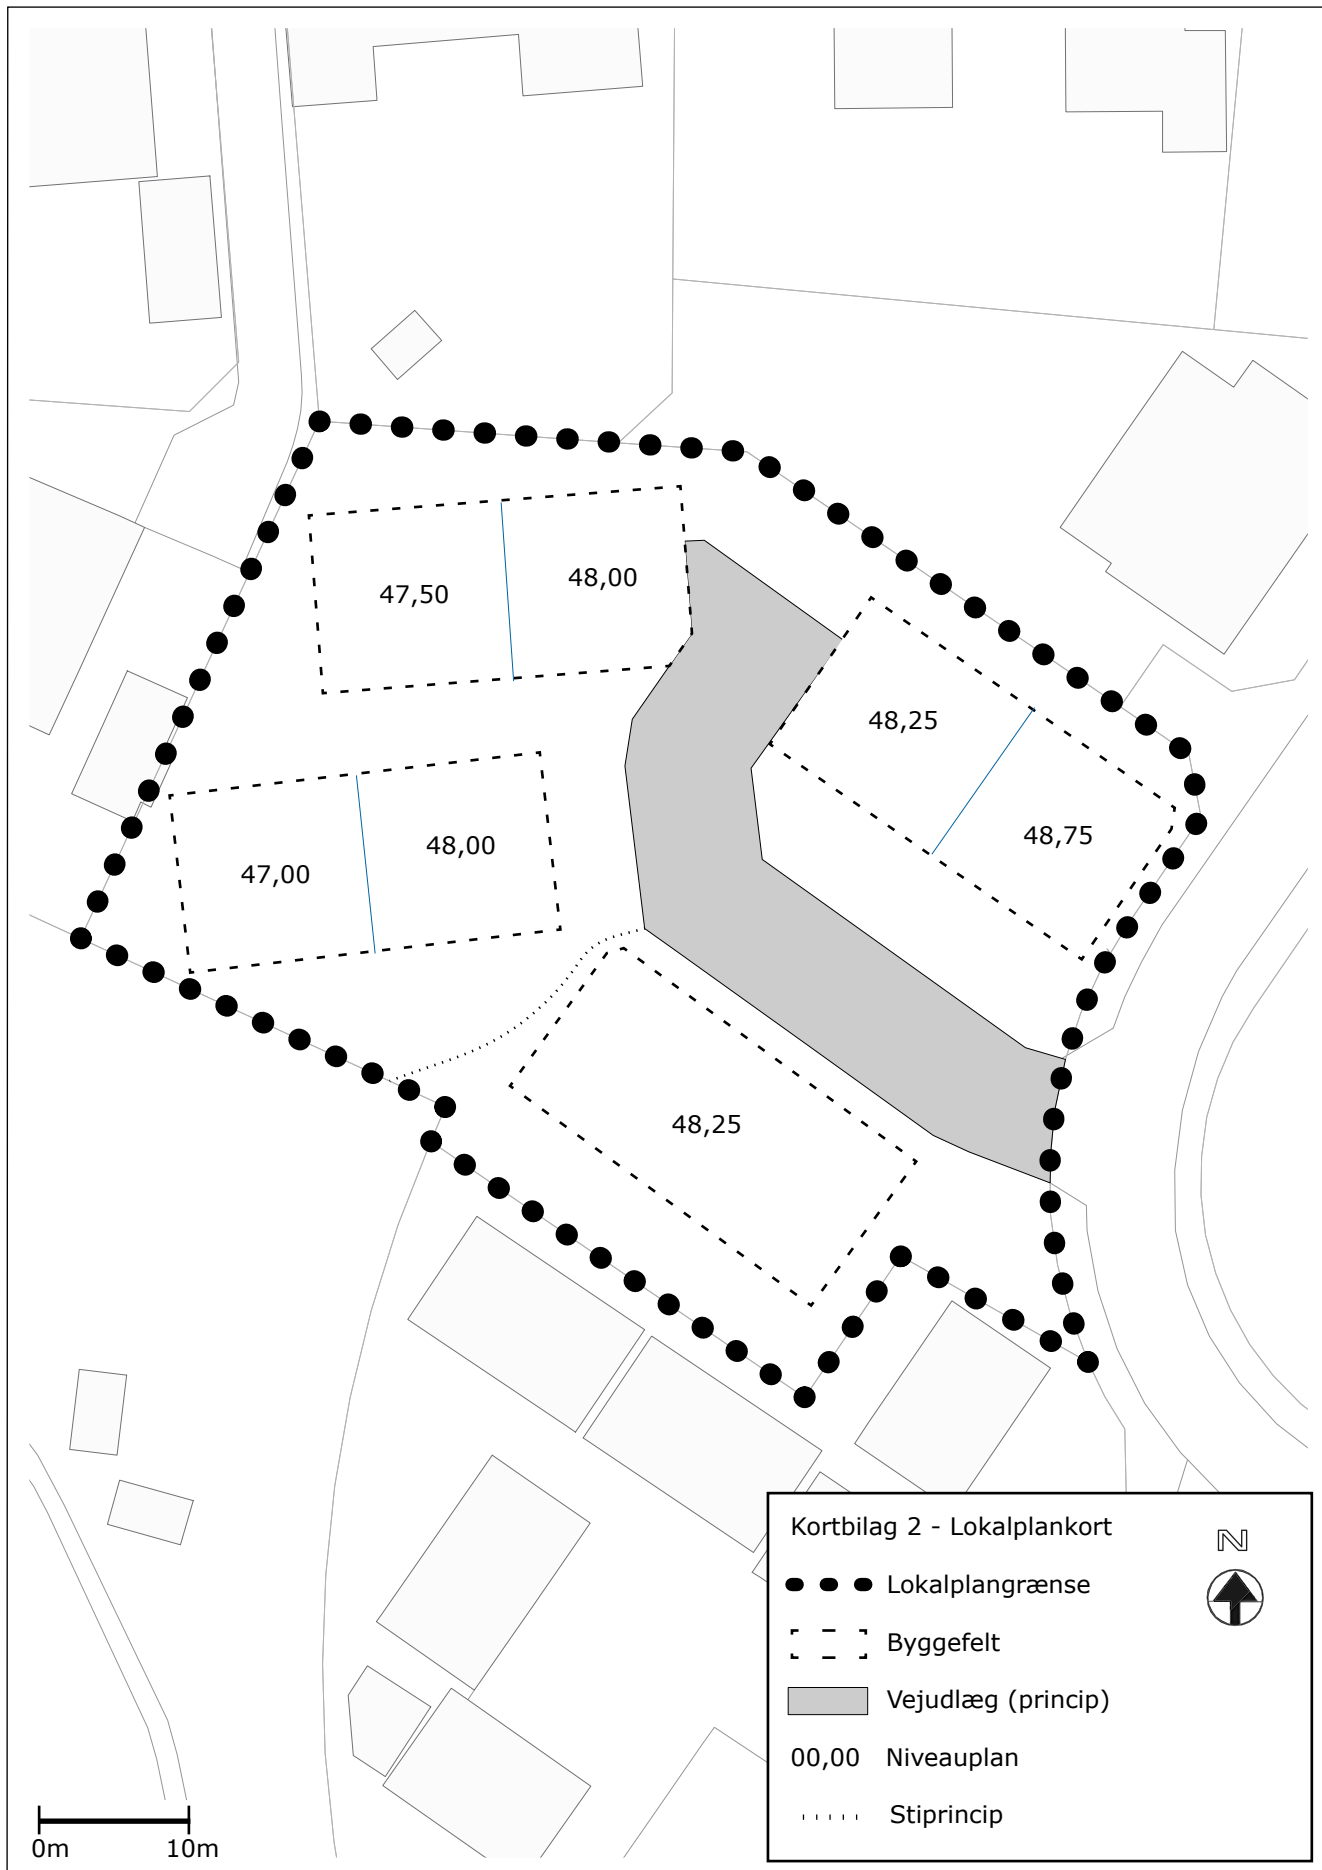 48,00
47,50
48,25
48,75
48,00
47,00
48,25
Kortbilag 2 - Lokalplankort
N
Lokalplangrænse
Byggefelt
Vejudlæg (princip)
00,00 Niveauplan
Stiprincip
0m 10m